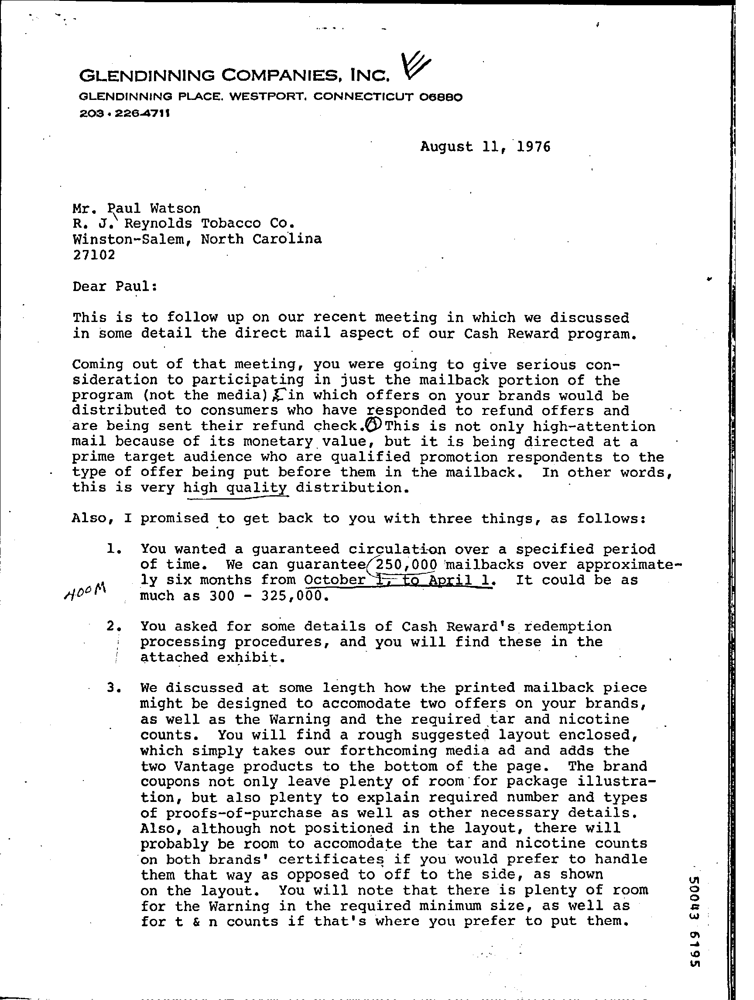 GLENDINNING COMPANIES, INC.
GLENDINNING PLACE, WESTPORT, CONNECTICUT 06880
203 • 226-4711
August 11, 1976
Mr. Paul Watson
R. J. Reynolds Tobacco Co.
Winston-Salem, North Carolina
27102
Dear Paul:
This is to follow up on our recent meeting in which we discussed
in some detail the direct mail aspect of our Cash Reward program.
Coming out of that meeting, you were going to give serious con-
sideration to participating in just the mailback portion of the
program (not the media) in which offers on your brands would be
distributed to consumers who have responded to refund offers and
are being sent their refund check. This is not only high-attention
mail because of its monetary value, but it is being directed at a
prime target audience who are qualified promotion respondents to the
type of offer being put before them in the mailback. In other words,
this is very high quality distribution.
Also, I promised to get back to you with three things, as follows:
1. You wanted a guaranteed circulation over a specified period
of time. We can guarantee 250,000 mailbacks over approximate-
ly six months from October 1, to April 1. It could be as
400M much as 300 - 325,000.
2. You asked for some details of Cash Reward's redemption
processing procedures, and you will find these in the
attached exhibit.
3. We discussed at some length how the printed mailback piece
might be designed to accomodate two offers on your brands,
as well as the Warning and the required tar and nicotine
counts. You will find a rough suggested layout enclosed,
which simply takes our forthcoming media ad and adds the
two Vantage products to the bottom of the page. The brand
coupons not only leave plenty of room for package illustra-
tion, but also plenty to explain required number and types
of proofs-of-purchase as well as other necessary details.
Also, although not positioned in the layout, there will
probably be room to accomodate the tar and nicotine counts
on both brands' certificates if you would prefer to handle
them that way as opposed to off to the side, as shown
on the layout. You will note that there is plenty of room
for the Warning in the required minimum size, as well as
for t & n counts if that's where you prefer to put them.
50043 6195